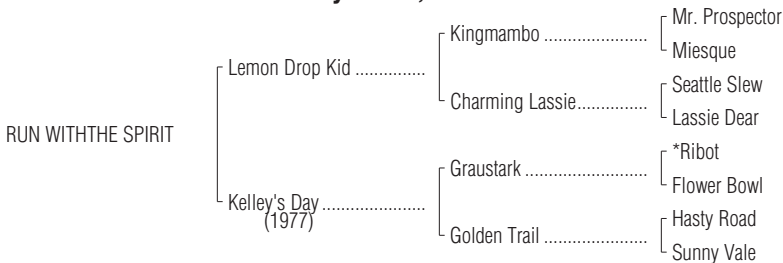 Mr. Prospector
Kingmambo ......................
Miesque
Lemon Drop Kid ...............
Seattle Slew
Charming Lassie...............
Lassie Dear
RUN WITHTHE SPIRIT
*Ribot
Graustark ..........................
Flower Bowl
Kelley's Day ......................
(1977)
Hasty Road
Golden Trail ......................
Sunny Vale